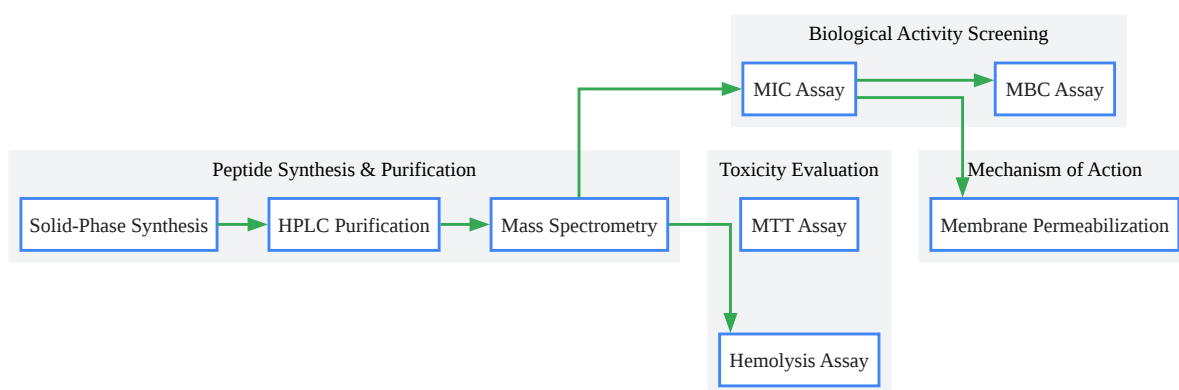 Biological Activity Screening
MIC Assay
MBC Assay
Peptide Synthesis & Purification
Toxicity Evaluation
Mechanism of Action
Solid-Phase Synthesis
HPLC Purification
Mass Spectrometry
MTT Assay
Membrane Permeabilization
Hemolysis Assay